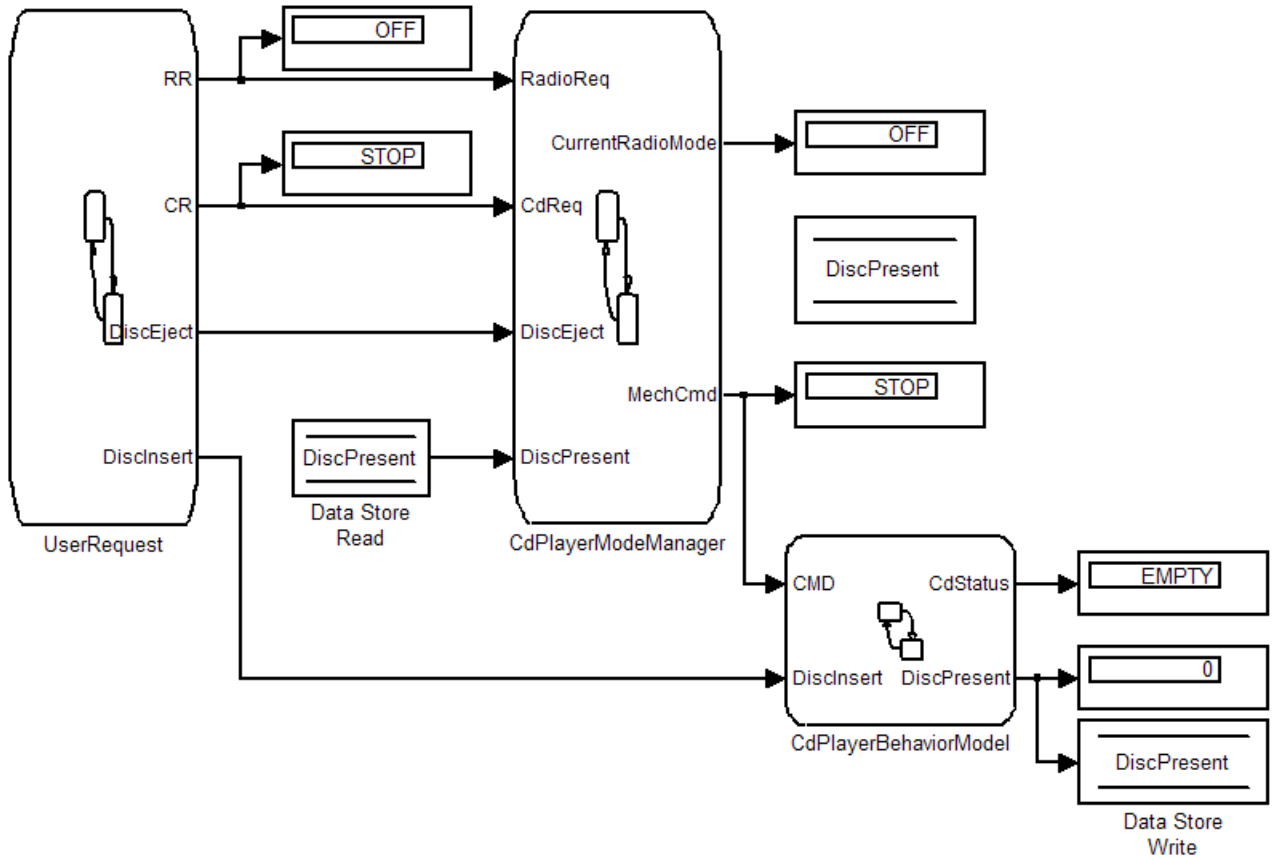 OFF
RR
RadioReq
CurrentRadioMode
OFF
STOP
CR
CdReq
DiscPresent
DiscEject
DiscEject
MechCmd
STOP
DiscInsert
DiscPresent
DiscPresent
Data Store
Read
UserRequest
CdPlayerModeManager
CMD
CdStatus
EMPTY
DiscInsert
DiscPresent
0
CdPlayerBehaviorModel
DiscPresent
Data Store
Write